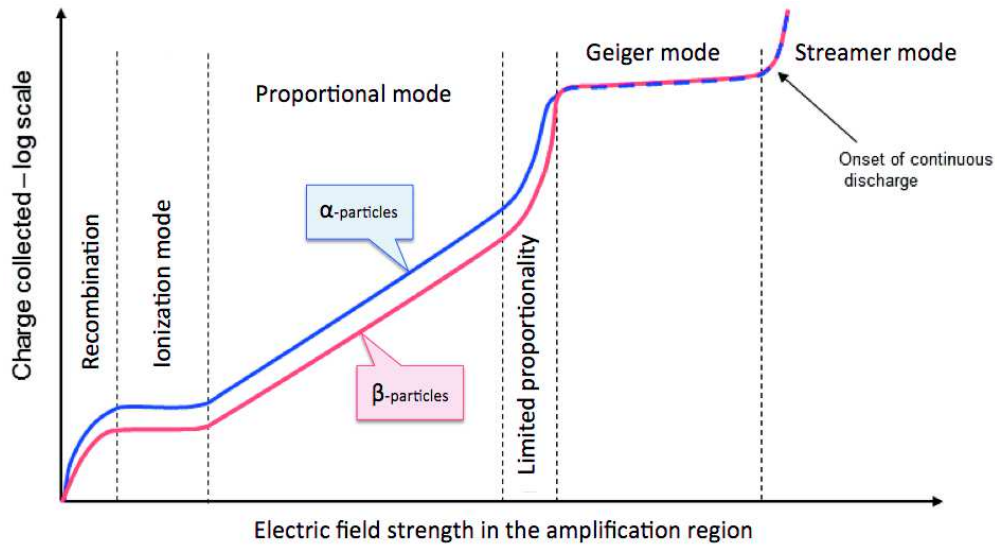 Geiger mode
Streamer mode
Proportional mode
Onset of continuous
discharge
α-particles
β-particles
Recombination
Ionization mode
Limited proportionality
Charge collected – log scale
Electric field strength in the amplification region